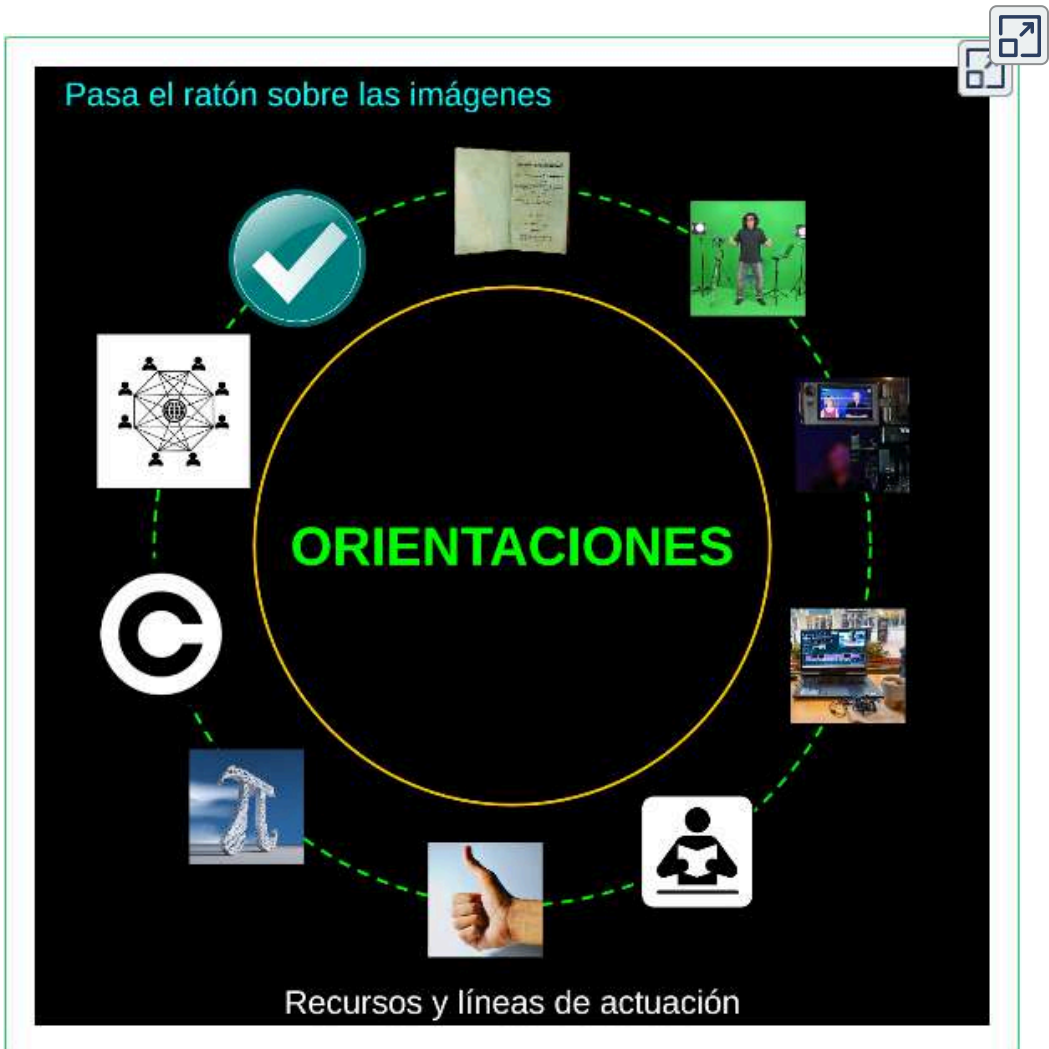 Pasa el ratón sobre las imágenes
ORIENTACIONES
Recursos y líneas de actuación